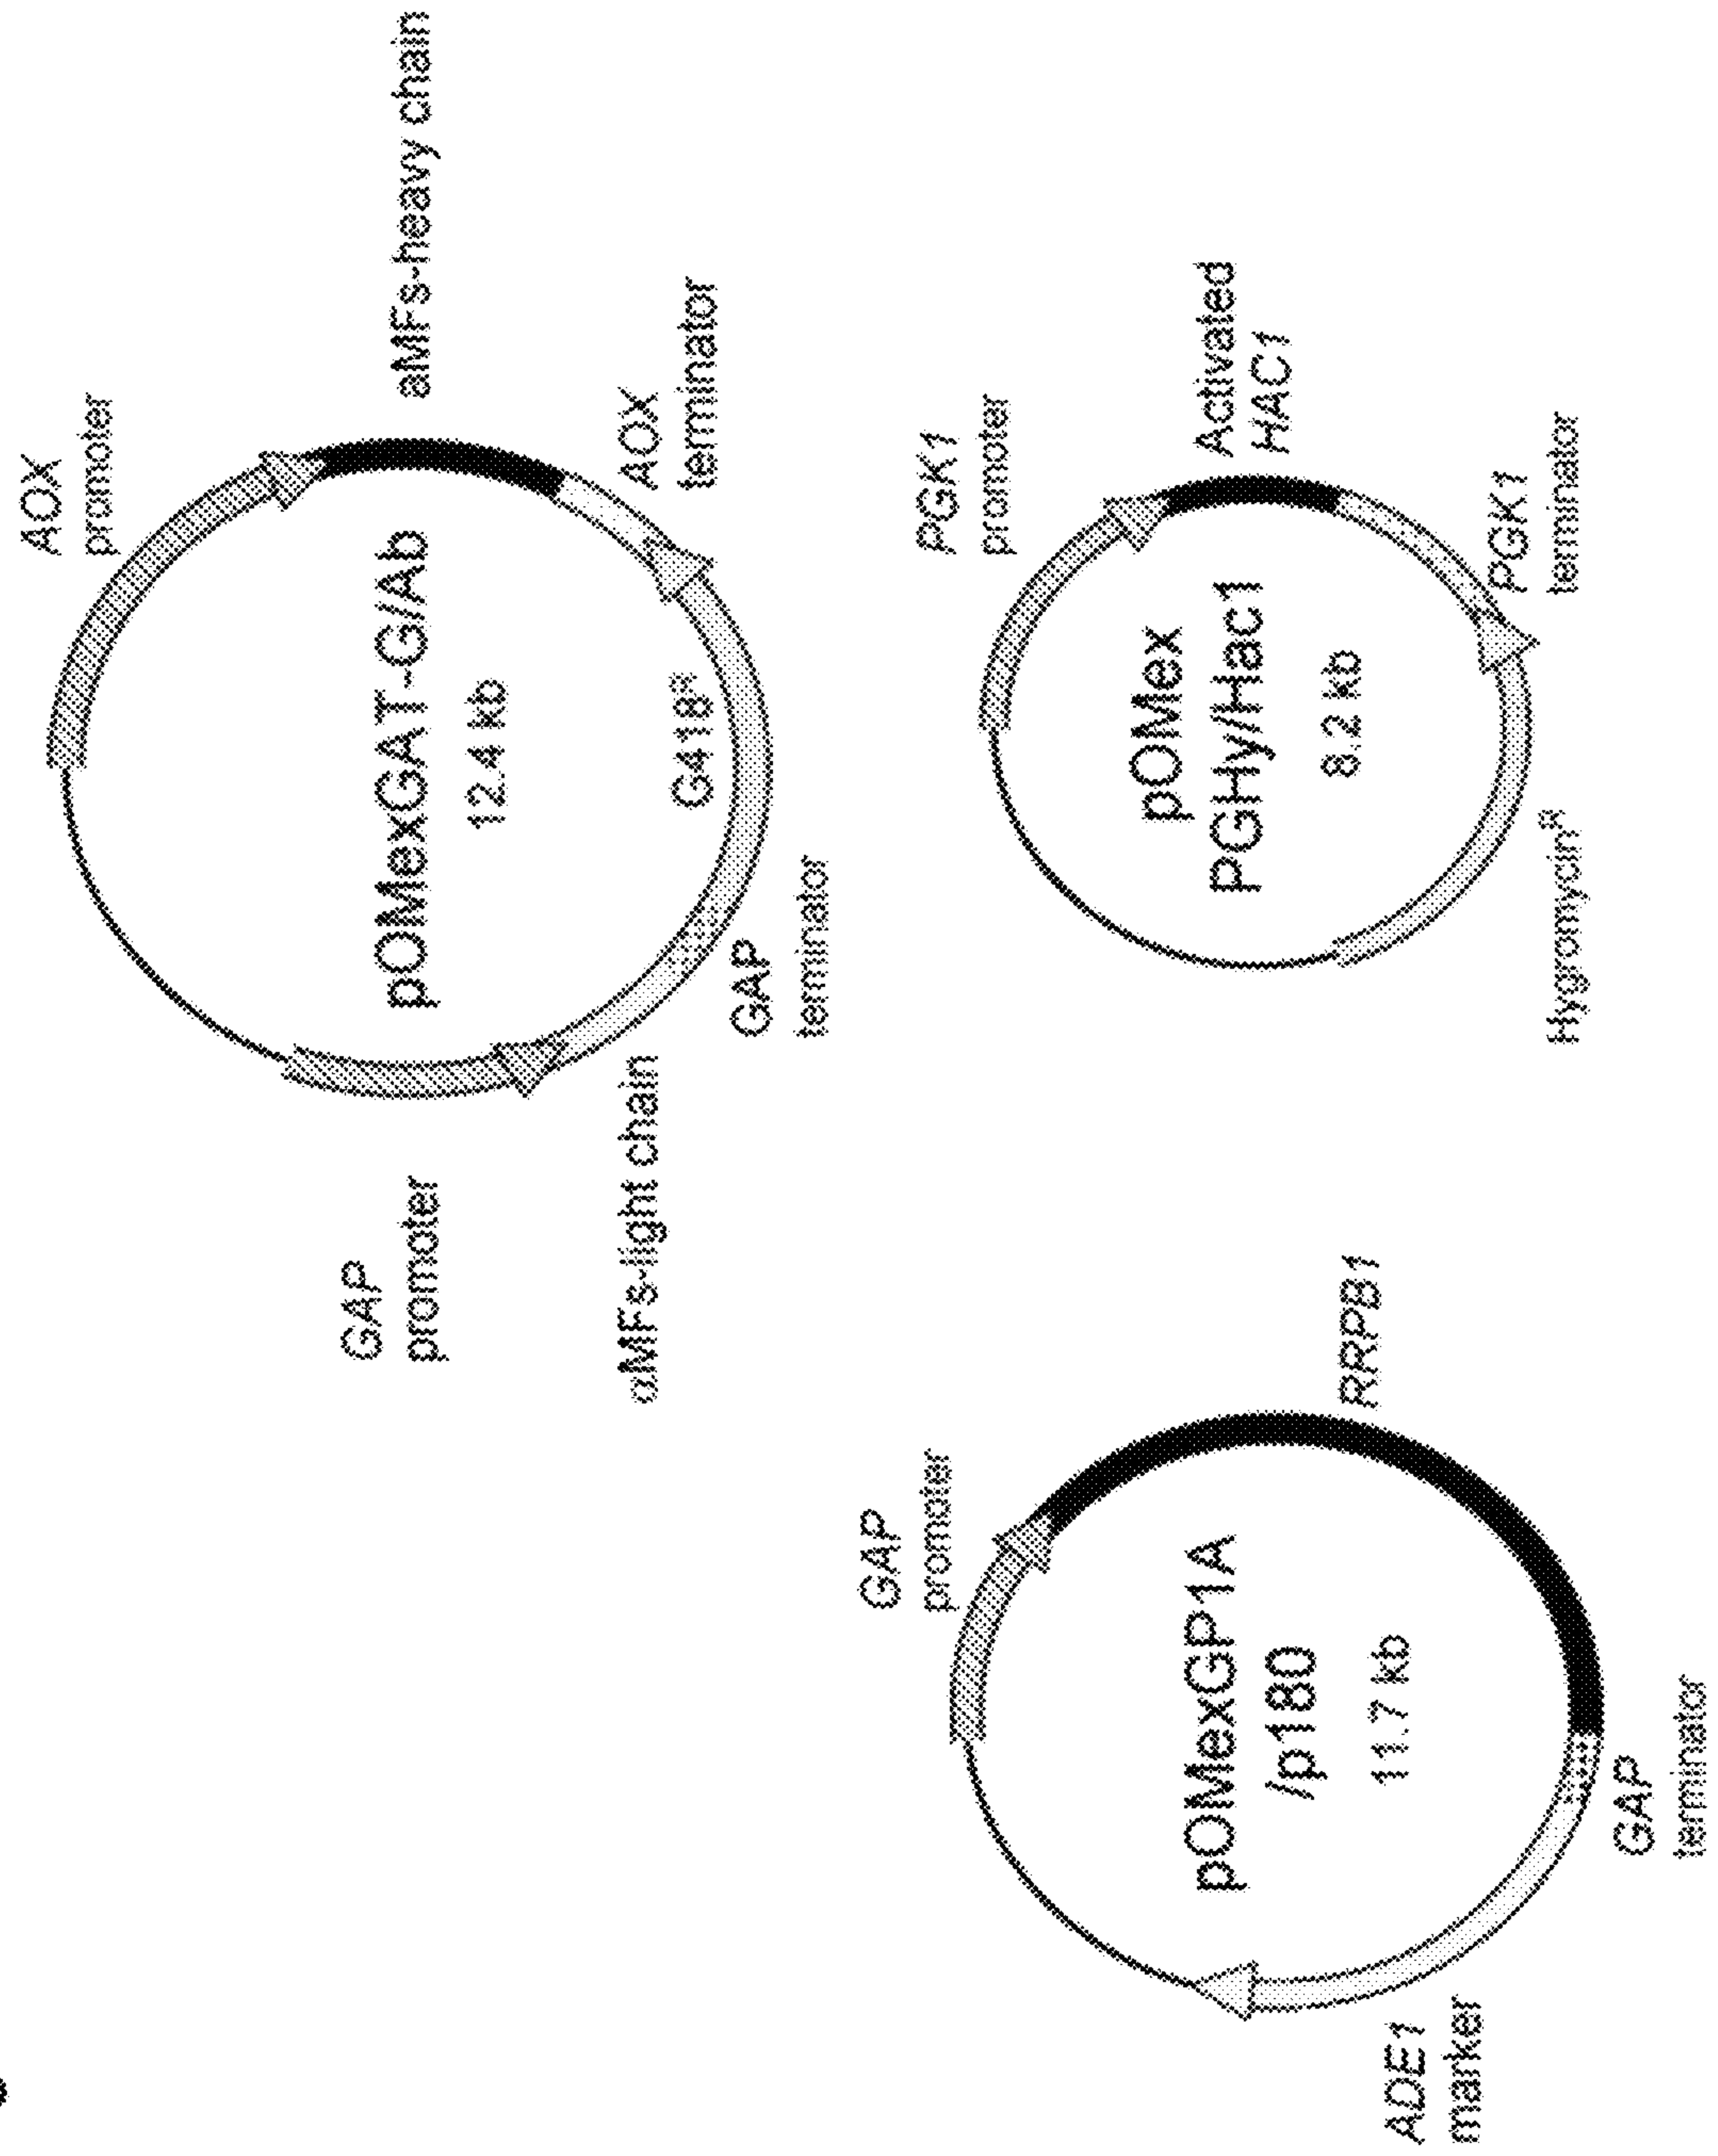 AOX
promoter
aMFs-heavy chain
AOX
terminator
G418ᴿ
GAP
terminator
αMFs-light chain
GAP
promoter
pOMexGAT-G/Ab
12.4 kb
GAP
promoter
RRPB1
GAP
terminator
ADE1
marker
pOMexGP1A
/p180
11.7 kb
PGK1
promoter
Activated
HAC1
PGK1
terminator
Hygromycinᴿ
pOMex
PGHy/Hac1
8.2 kb